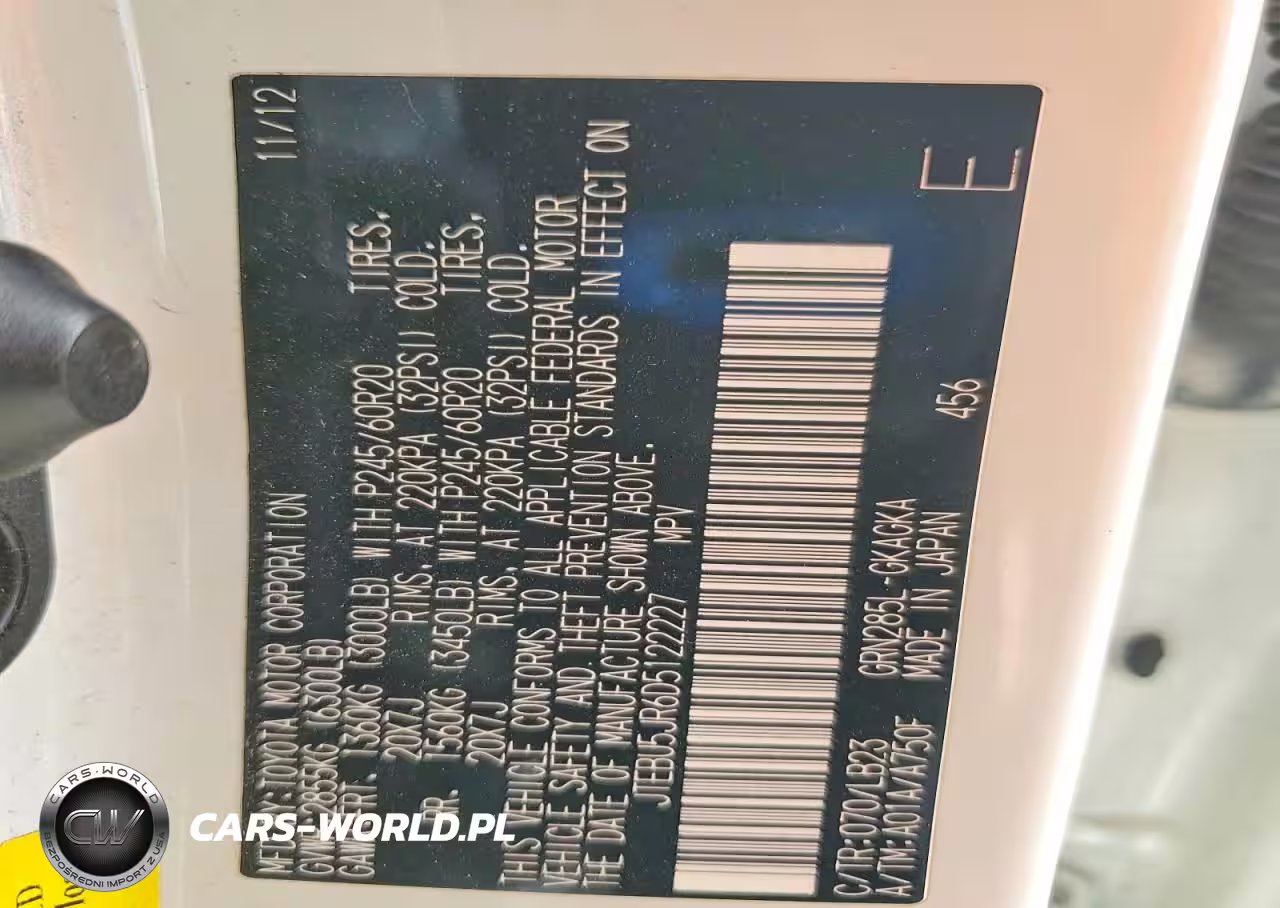 MFD.BY:TOYOTA MOTOR CORPORATION 11/12
GVWR 2855KG (6300LB)
GAWR FRT. 1360KG (3000LB) WITH P245/60R20 TIRES,
20X7J RIMS, AT 220KPA (32PSI) COLD.
RR. 1560KG (3450LB) WITH P245/60R20 TIRES,
20X7J RIMS, AT 220KPA (32PSI) COLD.
THIS VEHICLE CONFORMS TO ALL APPLICABLE FEDERAL MOTOR
VEHICLE SAFETY AND THEFT PREVENTION STANDARDS IN EFFECT ON
THE DATE OF MANUFACTURE SHOWN ABOVE.
JTEBU5JR6D5122227 MPV
C/TR:070/LB23 GRN285L-GKAGKA
A/TM:A01A/A750F MADE IN JAPAN 456
E
CARS-WORLD
CW
BEZPOŚREDNI IMPORT Z USA
CARS-WORLD.PL